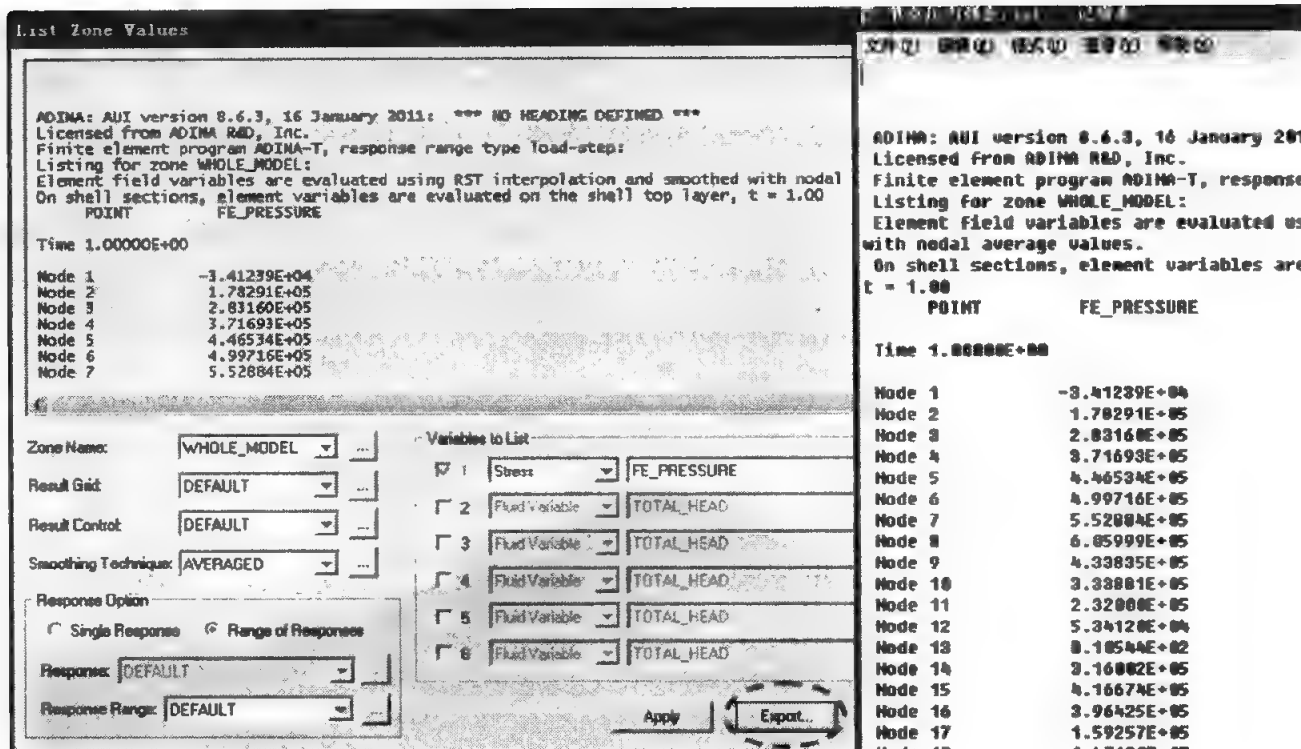 List Zone Values
ADINA: AUI version 8.6.3, 16 January 2011: *** NO HEADING DEFINED ***
Licensed from ADINA R&D, Inc.
Finite element program ADINA-T, response range type load-step:
Listing for zone WHOLE_MODEL:
Element field variables are evaluated using RST interpolation and smoothed with nodal
On shell sections, element variables are evaluated on the shell top layer, t = 1.00
POINT FE_PRESSURE
Time 1.00000E+00
Node 1 -3.41239E+04
Node 2 1.78291E+05
Node 3 2.83160E+05
Node 4 3.71693E+05
Node 5 4.46534E+05
Node 6 4.99716E+05
Node 7 5.52884E+05
Zone Name: WHOLE_MODEL ...
Result Grid: DEFAULT ...
Result Control: DEFAULT ...
Smoothing Technique: AVERAGED ...
Response Option
Single Response Range of Responses
Response: DEFAULT ...
Response Range: DEFAULT ...
Variables to List
1 Stress FE_PRESSURE
2 Fluid Variable TOTAL_HEAD
3 Fluid Variable TOTAL_HEAD
4 Fluid Variable TOTAL_HEAD
5 Fluid Variable TOTAL_HEAD
6 Fluid Variable TOTAL_HEAD
Apply Export...
ADINA: AUI version 8.6.3, 16 January 201
Licensed from ADINA R&D, Inc.
Finite element program ADINA-T, response
Listing for zone WHOLE_MODEL:
Element field variables are evaluated us
with nodal average values.
On shell sections, element variables are
t = 1.00
POINT FE_PRESSURE
Time 1.00000E+00
Node 1 -3.41239E+04
Node 2 1.78291E+05
Node 3 2.83160E+05
Node 4 3.71693E+05
Node 5 4.46534E+05
Node 6 4.99716E+05
Node 7 5.52884E+05
Node 8
Node 9 4.33835E+05
Node 10
Node 11
Node 12
Node 13
Node 14
Node 15 4.16674E+05
Node 16 3.96425E+05
Node 17 1.59257E+05